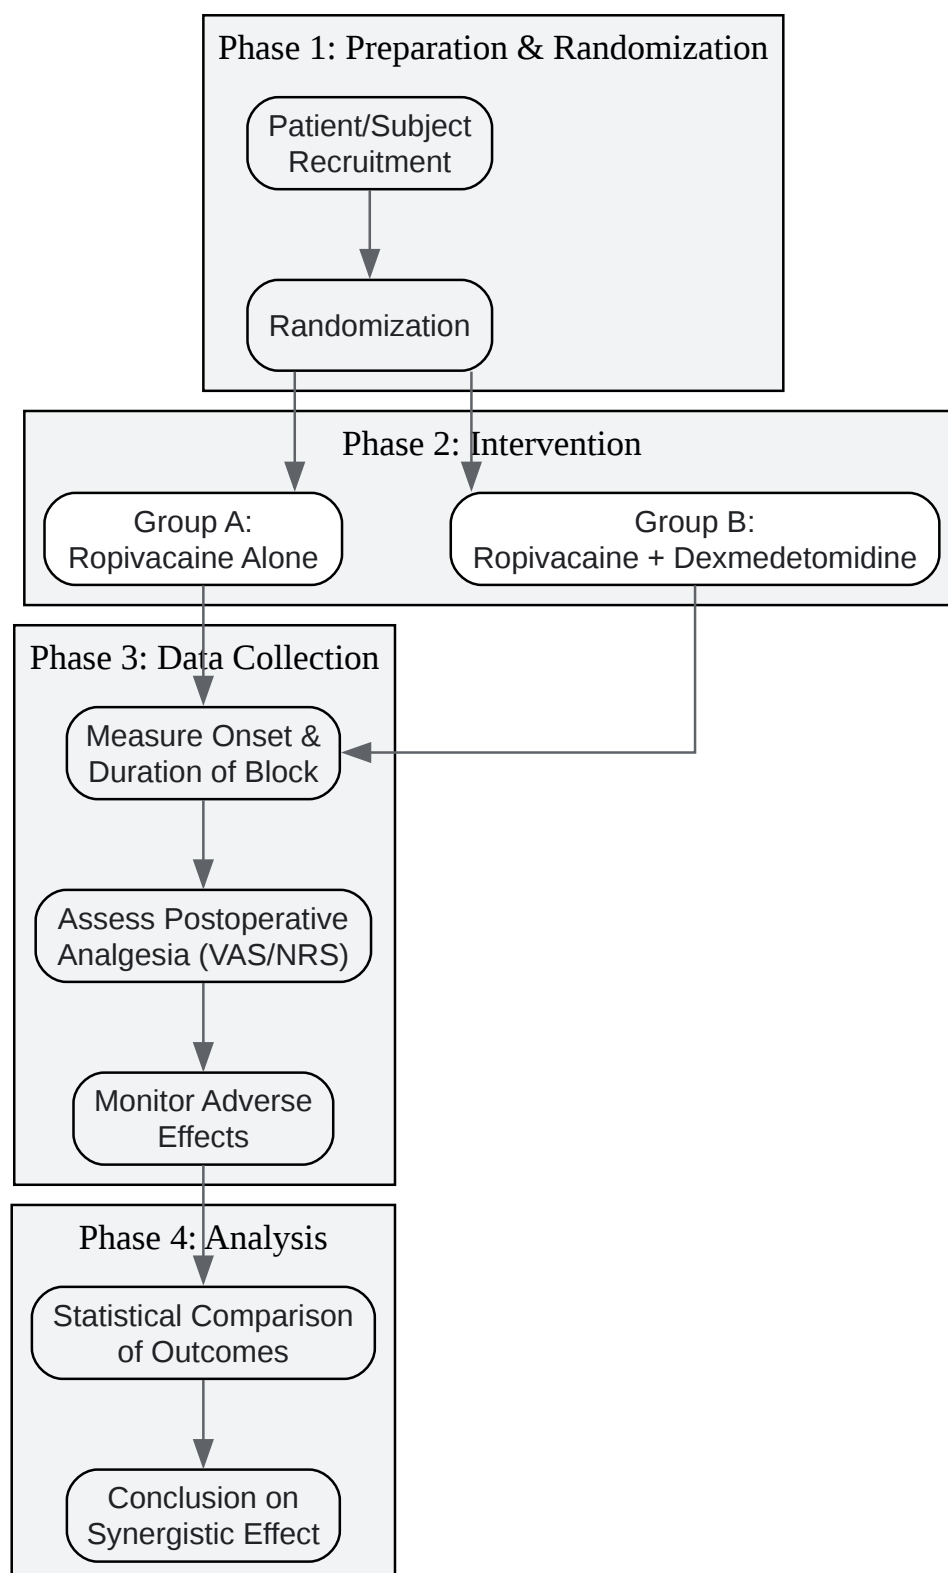 Phase 1: Preparation & Randomization
Patient/Subject
Recruitment
Randomization
Phase 2: Intervention
Group A:
Ropivacaine Alone
Group B:
Ropivacaine + Dexmedetomidine
Phase 3: Data Collection
Measure Onset &
Duration of Block
Assess Postoperative
Analgesia (VAS/NRS)
Monitor Adverse
Effects
Phase 4: Analysis
Statistical Comparison
of Outcomes
Conclusion on
Synergistic Effect